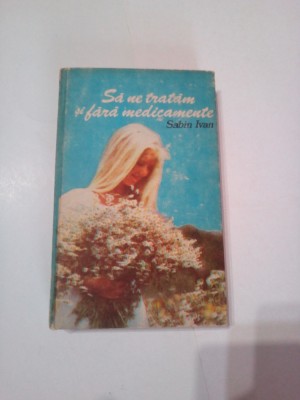 Să ne tratăm
și fără medicamente
Sabin Ivan